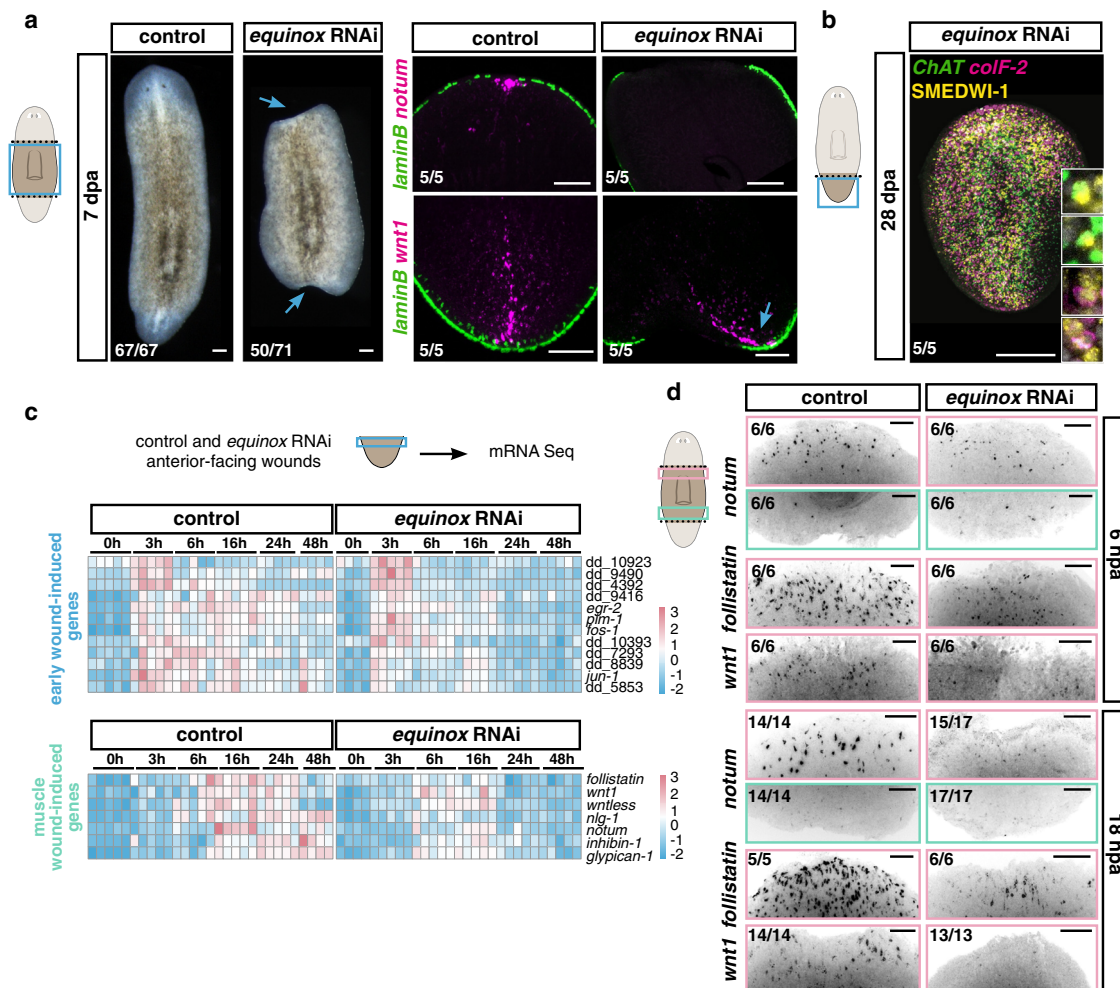 a
control
equinox RNAi
control
equinox RNAi
7 dpa
67/67
50/71
laminB notum
5/5
5/5
laminB wnt1
5/5
5/5
b
equinox RNAi
28 dpa
ChAT colF-2
SMEDWI-1
5/5
c
control and equinox RNAi
anterior-facing wounds
mRNA Seq
control
equinox RNAi
0h 3h 6h 16h 24h 48h
0h 3h 6h 16h 24h 48h
early wound-induced
genes
dd_10923
dd_9490
dd_4392
dd_9416
egr-2
pim-1
fos-1
dd_10393
dd_7293
dd_8839
jun-1
dd_5853
3
2
1
0
-1
-2
control
equinox RNAi
0h 3h 6h 16h 24h 48h
0h 3h 6h 16h 24h 48h
muscle
wound-induced
genes
follistatin
wnt1
wntless
nlg-1
notum
inhibin-1
glypican-1
3
2
1
0
-1
-2
d
control
equinox RNAi
notum
6/6
6/6
6/6
6/6
follistatin
6/6
6/6
wnt1
6/6
6/6
6 hpa
notum
14/14
15/17
14/14
17/17
follistatin
5/5
6/6
wnt1
14/14
13/13
18 hpa